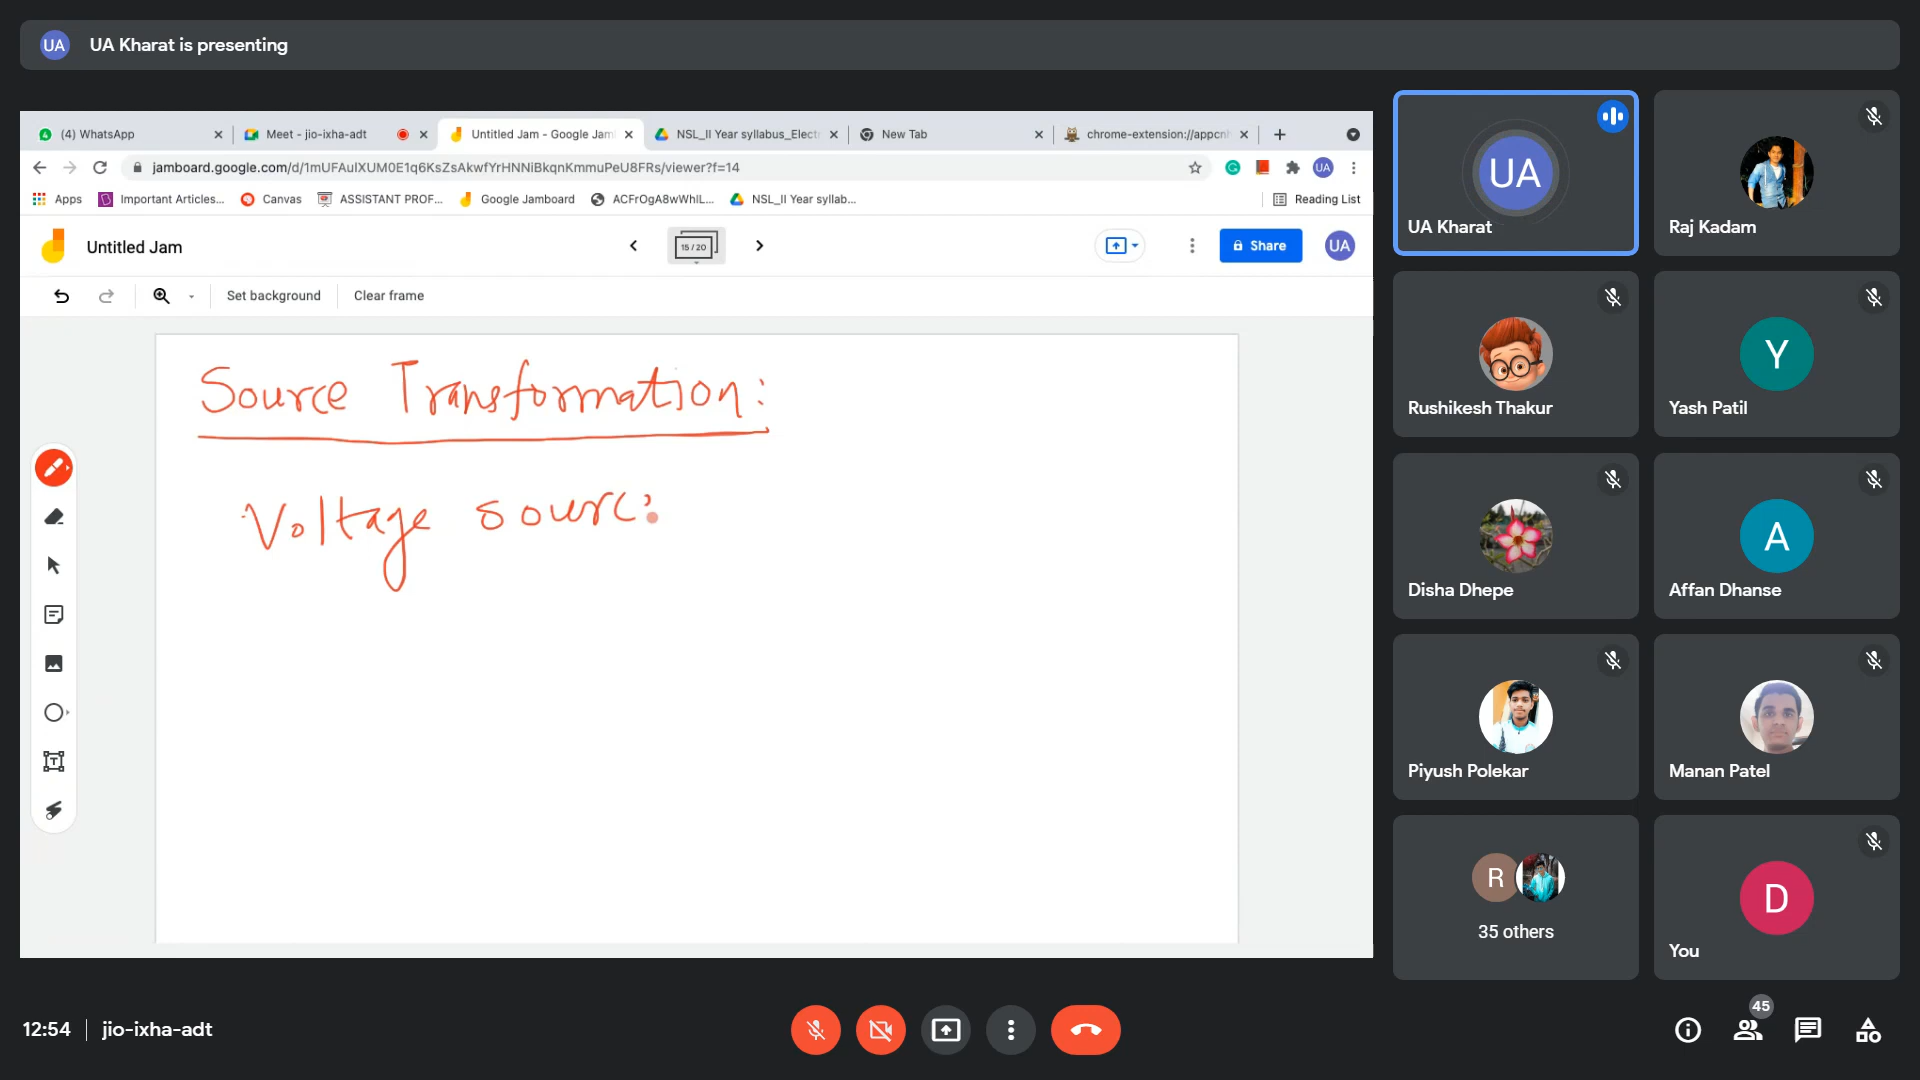 UA UA Kharat is presenting
(4) WhatsApp Meet - jio-ixha-adt Untitled Jam - Google Jam NSL_II Year syllabus_Elect New Tab chrome-extension://appcnh
jamboard.google.com/d/1mUFAulXUM0E1q6KsZsAkwfYrHNNiBkqnKmmuPeU8FRs/viewer?f=14 UA
Apps Important Articles... Canvas ASSISTANT PROF... Google Jamboard ACFrOgA8wWhIL... NSL_II Year syllab... Reading List
Untitled Jam 15 / 20 Share UA
Set background Clear frame
Source Transformation:
Voltage sourc
UA
UA Kharat
Raj Kadam
Rushikesh Thakur
Y
Yash Patil
Disha Dhepe
A
Affan Dhanse
Piyush Polekar
Manan Patel
R
35 others
D
You
12:54 jio-ixha-adt
45